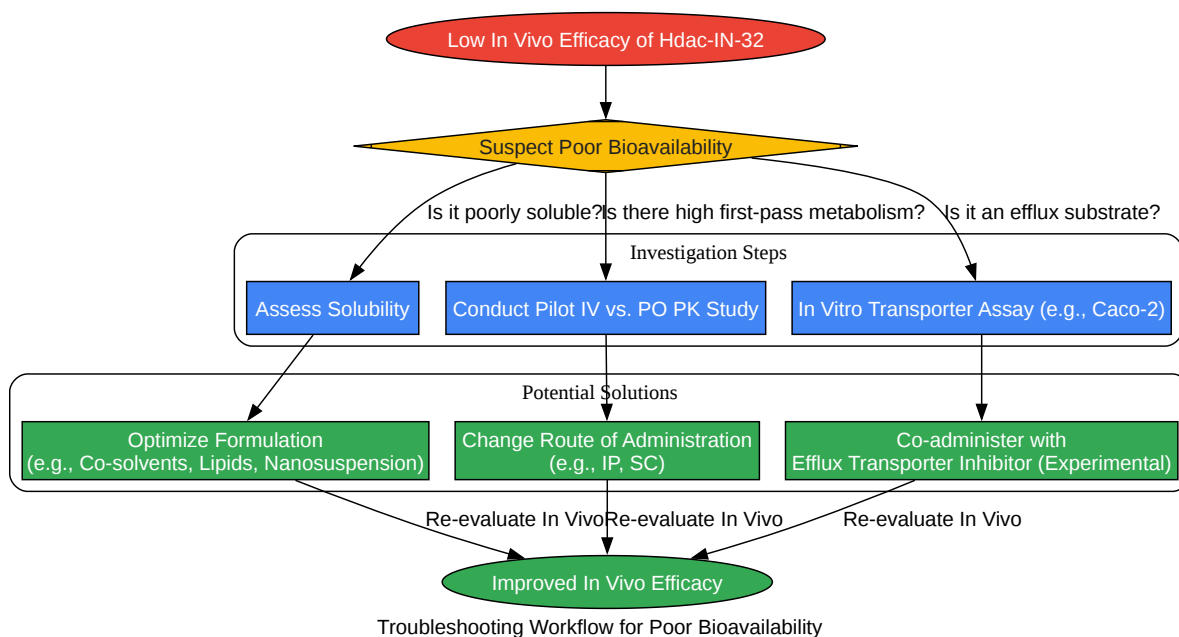 Low In Vivo Efficacy of Hdac-IN-32
Suspect Poor Bioavailability
Is it poorly soluble?
Is there high first-pass metabolism?
Is it an efflux substrate?
Investigation Steps
Assess Solubility
Conduct Pilot IV vs. PO PK Study
In Vitro Transporter Assay (e.g., Caco-2)
Potential Solutions
Optimize Formulation
(e.g., Co-solvents, Lipids, Nanosuspension)
Change Route of Administration
(e.g., IP, SC)
Co-administer with
Efflux Transporter Inhibitor (Experimental)
Re-evaluate In Vivo
Re-evaluate In Vivo
Re-evaluate In Vivo
Improved In Vivo Efficacy
Troubleshooting Workflow for Poor Bioavailability